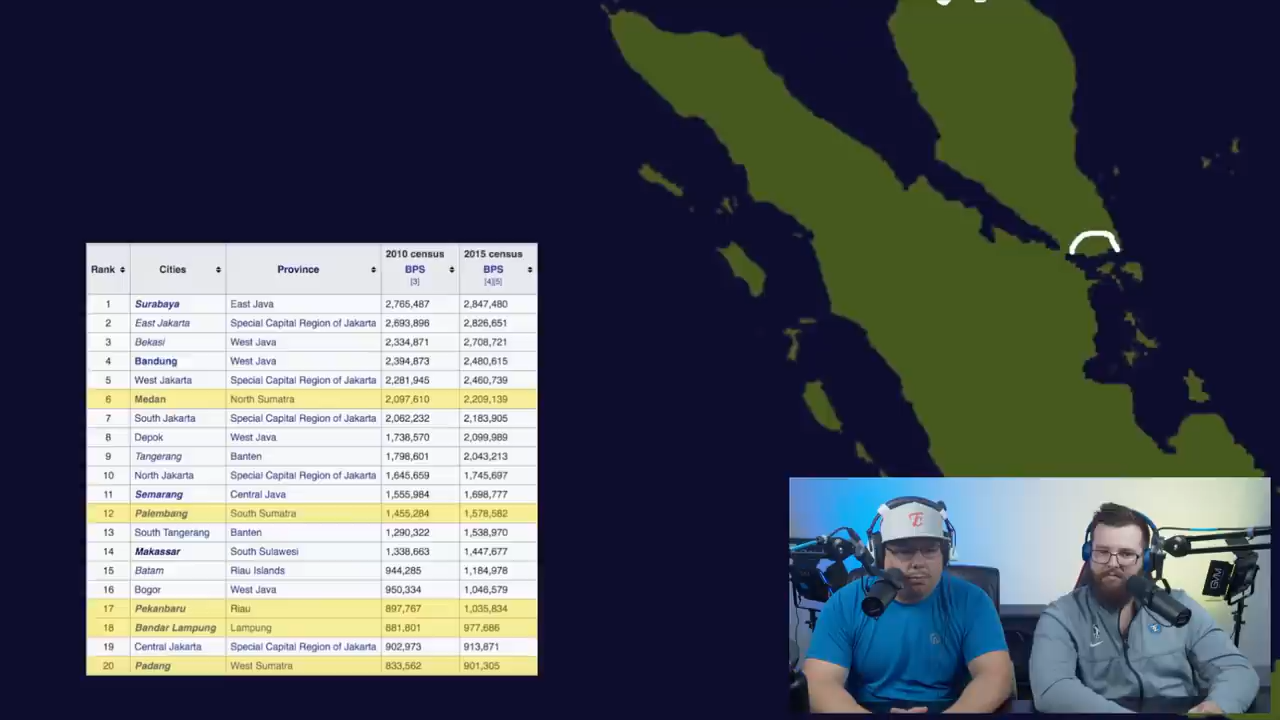 Rank Cities Province 2010 census BPS [3] 2015 census BPS [4][5]
1 Surabaya East Java 2,765,487 2,847,480
2 East Jakarta Special Capital Region of Jakarta 2,693,896 2,826,651
3 Bekasi West Java 2,334,871 2,708,721
4 Bandung West Java 2,394,873 2,480,615
5 West Jakarta Special Capital Region of Jakarta 2,281,945 2,460,739
6 Medan North Sumatra 2,097,610 2,209,139
7 South Jakarta Special Capital Region of Jakarta 2,062,232 2,183,905
8 Depok West Java 1,738,570 2,099,989
9 Tangerang Banten 1,798,601 2,043,213
10 North Jakarta Special Capital Region of Jakarta 1,645,659 1,745,697
11 Semarang Central Java 1,555,984 1,698,777
12 Palembang South Sumatra 1,455,284 1,578,582
13 South Tangerang Banten 1,290,322 1,538,970
14 Makassar South Sulawesi 1,338,663 1,447,677
15 Batam Riau Islands 944,285 1,184,978
16 Bogor West Java 950,334 1,046,579
17 Pekanbaru Riau 897,767 1,035,834
18 Bandar Lampung Lampung 881,801 977,686
19 Central Jakarta Special Capital Region of Jakarta 902,973 913,871
20 Padang West Sumatra 833,562 901,305
GVM